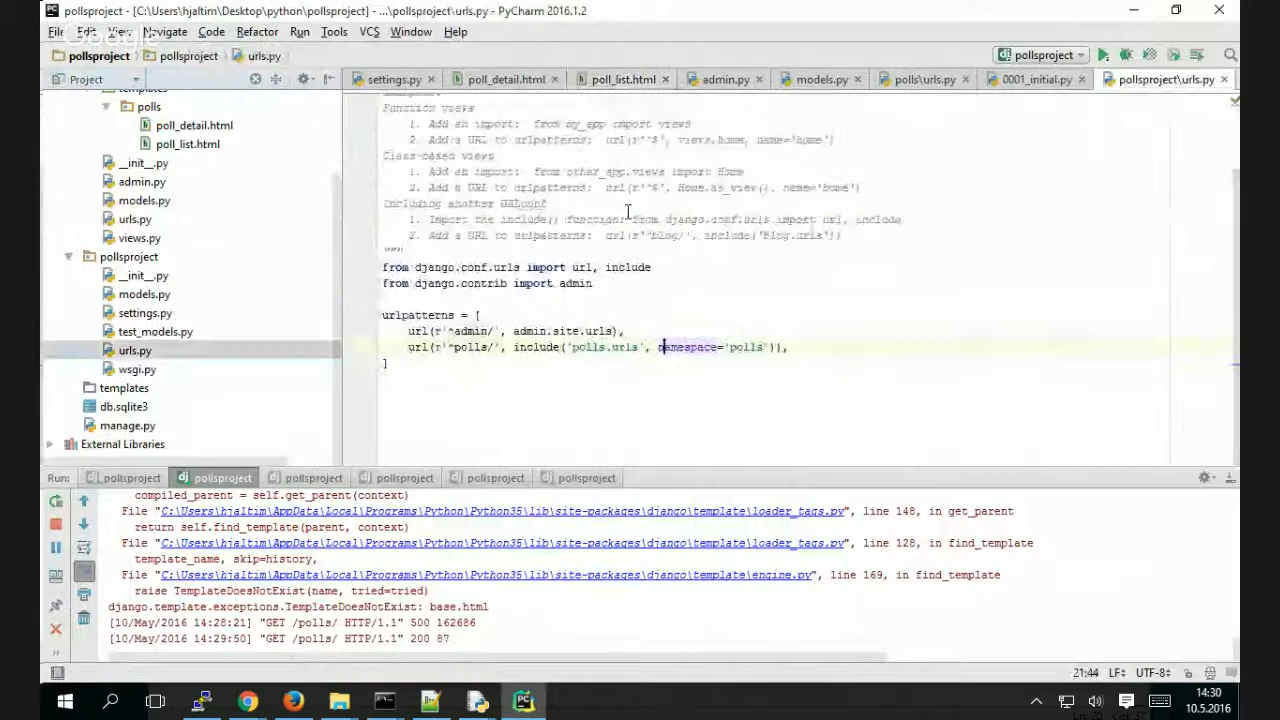 pollsproject - [C:\Users\hjaltim\Desktop\python\pollsproject] - ...\pollsproject\urls.py - PyCharm 2016.1.2
Google
File Edit View Navigate Code Refactor Run Tools VCS Window Help
pollsproject pollsproject urls.py pollsproject
Project settings.py poll_detail.html poll_list.html admin.py models.py polls\urls.py 0001_initial.py pollsproject\urls.py
templates
polls
poll_detail.html
poll_list.html
__init__.py
admin.py
models.py
urls.py
views.py
pollsproject
__init__.py
models.py
settings.py
test_models.py
urls.py
wsgi.py
templates
db.sqlite3
manage.py
External Libraries
Function views
1. Add an import: from my_app import views
2. Add a URL to urlpatterns: url(r'^$', views.home, name='home')
Class-based views
1. Add an import: from other_app.views import Home
2. Add a URL to urlpatterns: url(r'^$', Home.as_view(), name='home')
Including another URLconf
1. Import the include() function: from django.conf.urls import url, include
2. Add a URL to urlpatterns: url(r'^blog/', include('blog.urls'))
"""
from django.conf.urls import url, include
from django.contrib import admin
urlpatterns = [
url(r'^admin/', admin.site.urls),
url(r'^polls/', include('polls.urls', namespace='polls')),
]
Run: pollsproject pollsproject pollsproject pollsproject pollsproject pollsproject
compiled_parent = self.get_parent(context)
File "C:\Users\hjaltim\AppData\Local\Programs\Python\Python35\lib\site-packages\django\template\loader_tags.py", line 148, in get_parent
return self.find_template(parent, context)
File "C:\Users\hjaltim\AppData\Local\Programs\Python\Python35\lib\site-packages\django\template\loader_tags.py", line 128, in find_template
template_name, skip=history,
File "C:\Users\hjaltim\AppData\Local\Programs\Python\Python35\lib\site-packages\django\template\engine.py", line 169, in find_template
raise TemplateDoesNotExist(name, tried=tried)
django.template.exceptions.TemplateDoesNotExist: base.html
[10/May/2016 14:28:21] "GET /polls/ HTTP/1.1" 500 162686
[10/May/2016 14:29:50] "GET /polls/ HTTP/1.1" 200 87
21:44 LF÷ UTF-8÷
14:30
10.5.2016